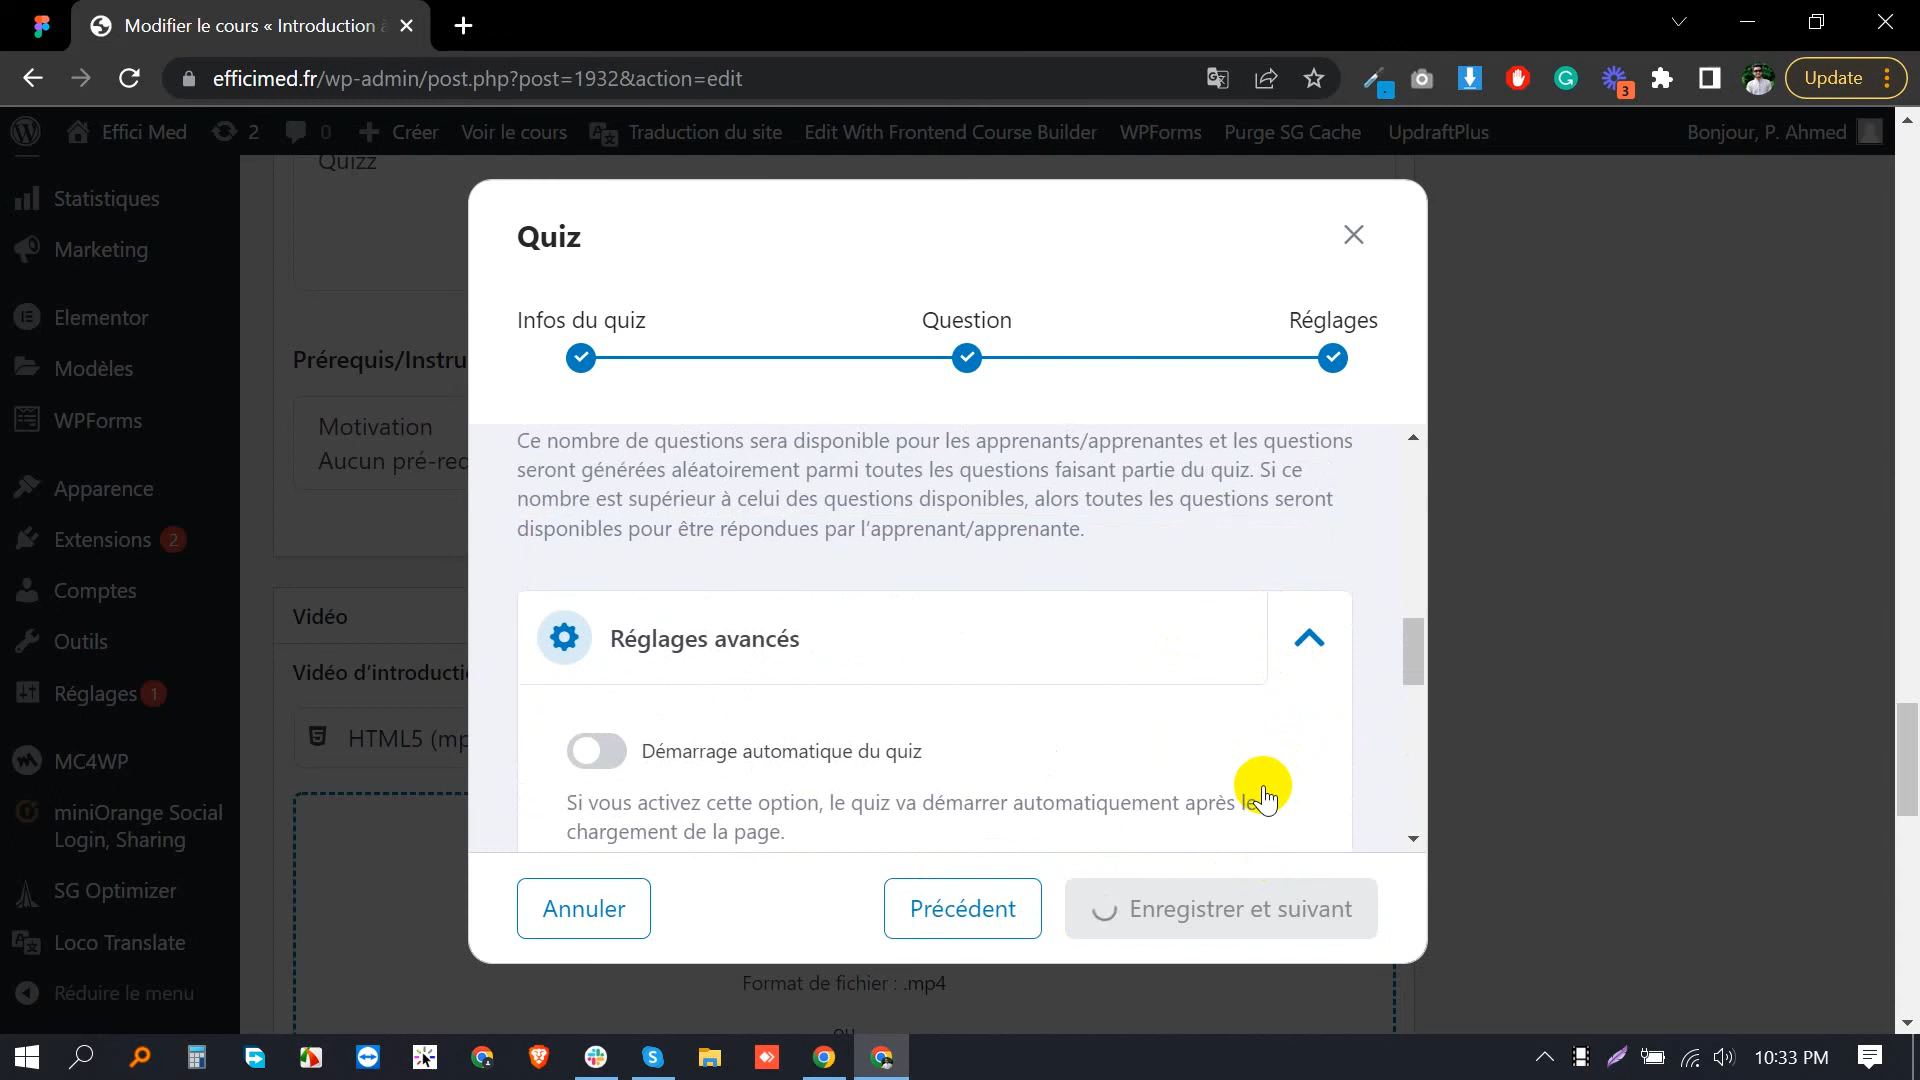 Modifier le cours « Introduction à
efficimed.fr/wp-admin/post.php?post=1932&action=edit
3
Update
Effici Med
2
0
Créer
Voir le cours
Traduction du site
Edit With Frontend Course Builder
WPForms
Purge SG Cache
UpdraftPlus
Bonjour, P. Ahmed
Statistiques
Marketing
Elementor
Modèles
WPForms
Apparence
Extensions 2
Comptes
Outils
Réglages 1
MC4WP
miniOrange Social
Login, Sharing
SG Optimizer
Loco Translate
Réduire le menu
Quizz
Prérequis/Instru
Motivation
Aucun pré-req
Vidéo
Vidéo d’introducti
HTML5 (mp
Quiz
Infos du quiz
Question
Réglages
Ce nombre de questions sera disponible pour les apprenants/apprenantes et les questions
seront générées aléatoirement parmi toutes les questions faisant partie du quiz. Si ce
nombre est supérieur à celui des questions disponibles, alors toutes les questions seront
disponibles pour être répondues par l’apprenant/apprenante.
Réglages avancés
Démarrage automatique du quiz
Si vous activez cette option, le quiz va démarrer automatiquement après le
chargement de la page.
Annuler
Précédent
Enregistrer et suivant
Format de fichier : .mp4
ou
10:33 PM